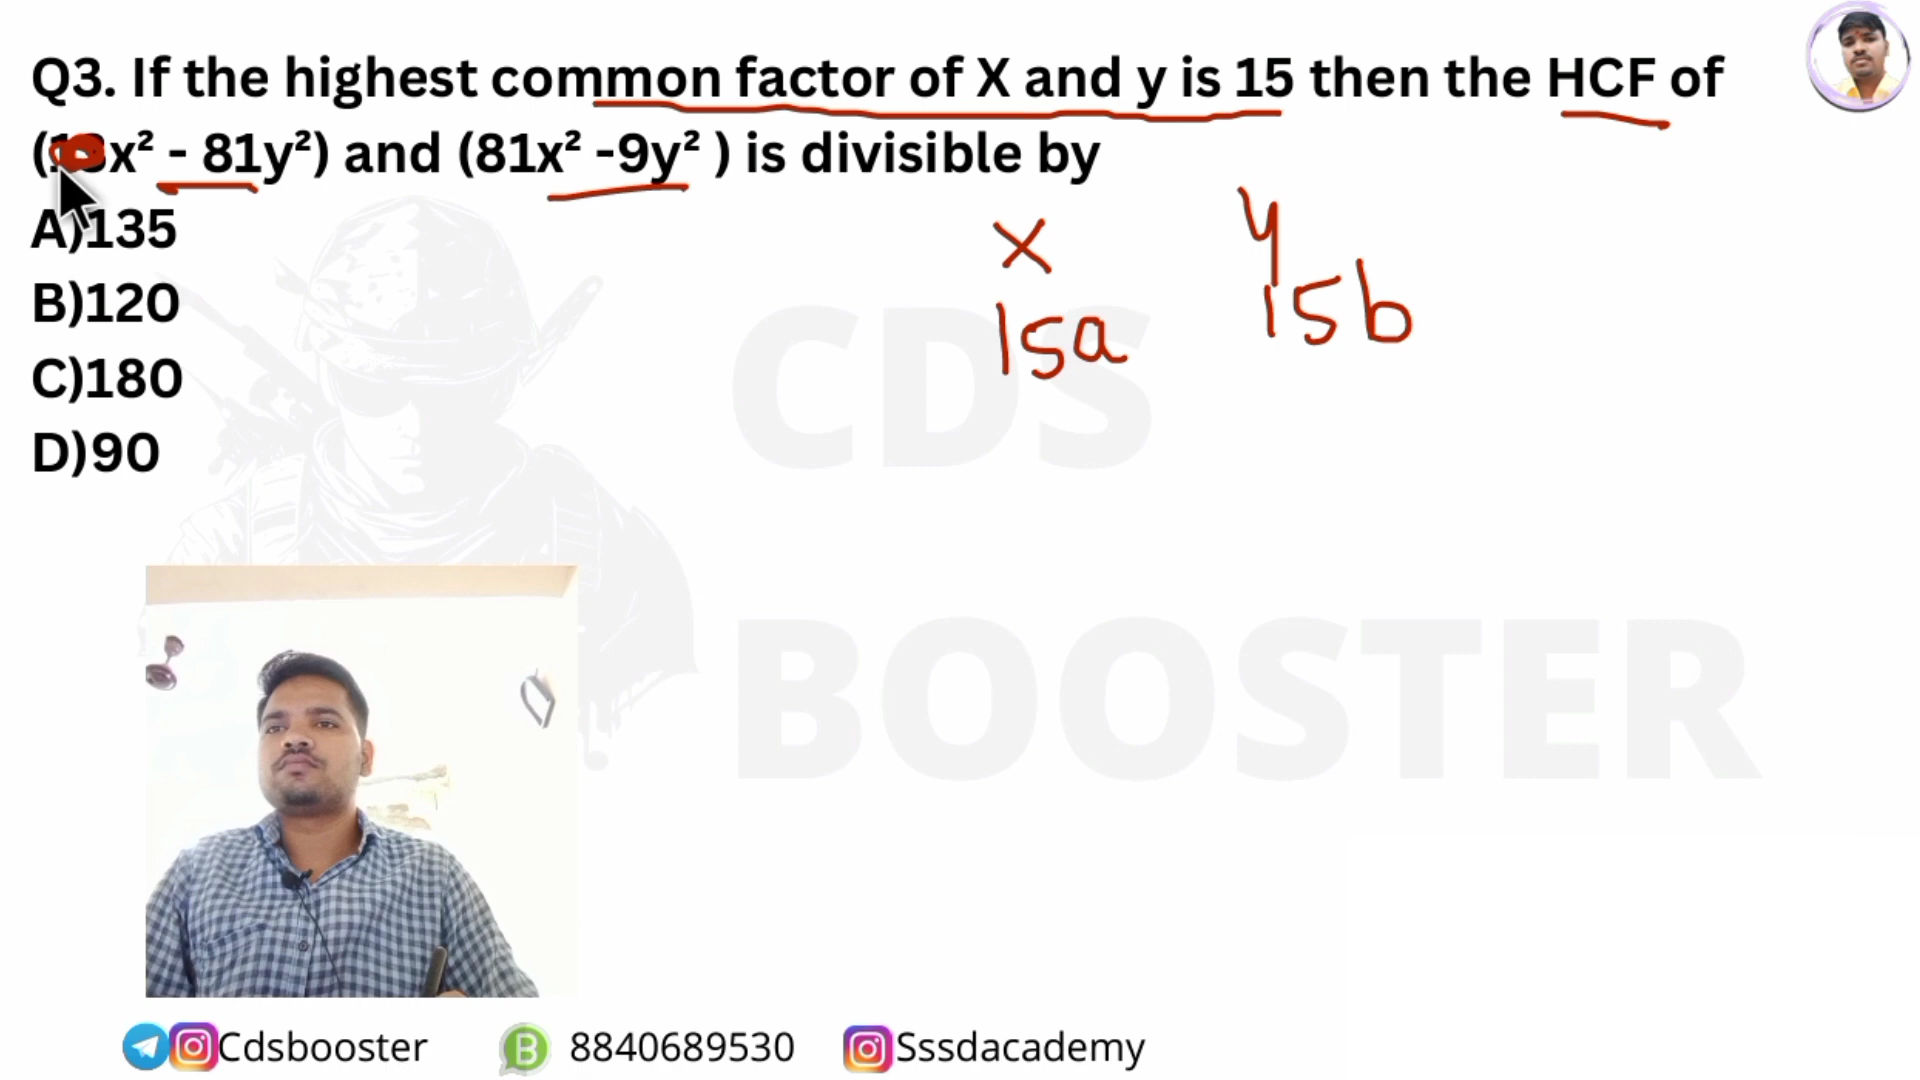 Q3. If the highest common factor of X and y is 15 then the HCF of
x² - 81y²) and (81x² -9y² ) is divisible by
A)135
B)120
C)180
D)90
x y
15a 15b
CDS
BOOSTER
Cdsbooster B 8840689530 Sssdacademy